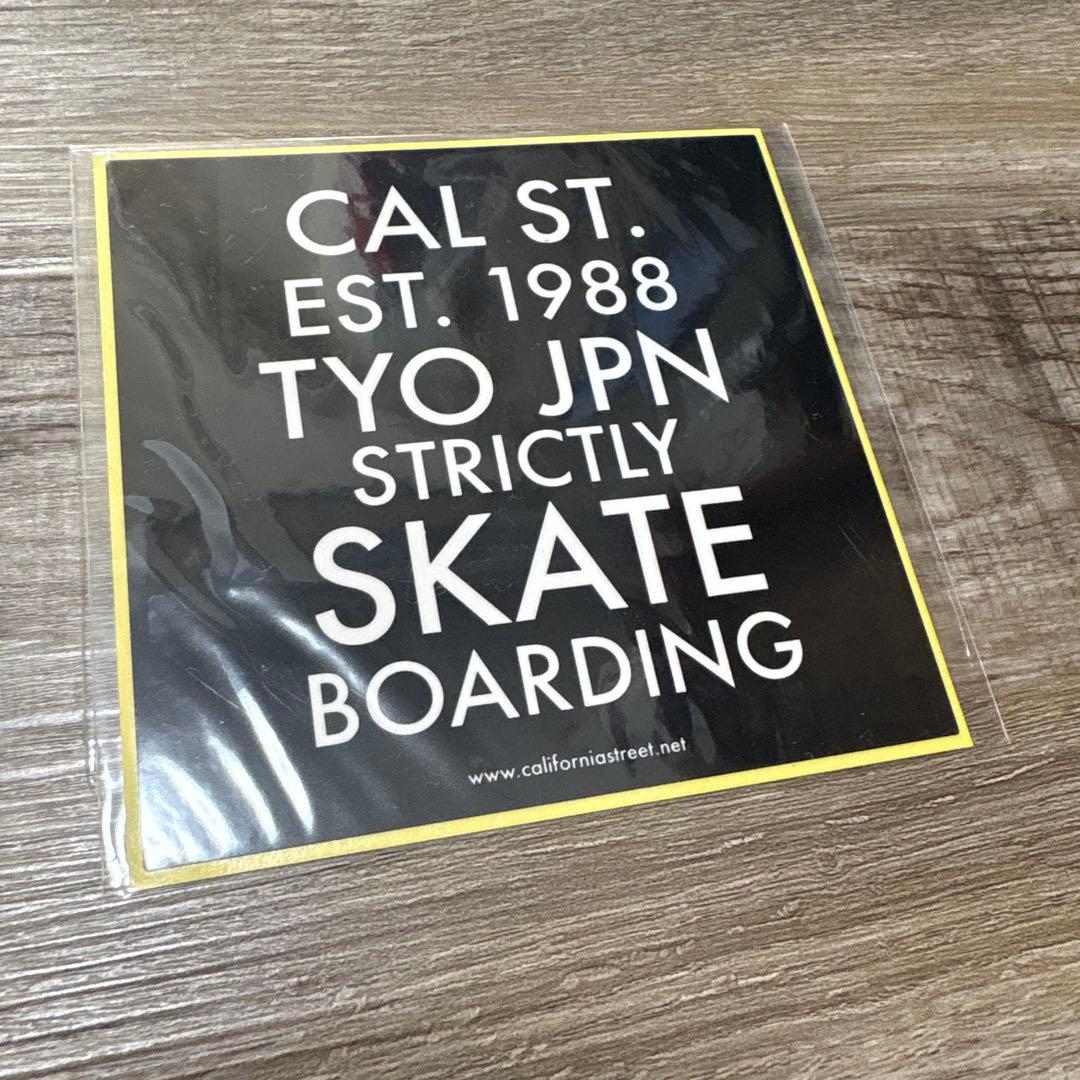 CAL ST.
EST. 1988
TYO JPN
STRICTLY
SKATE
BOARDING
www.californiastreet.net